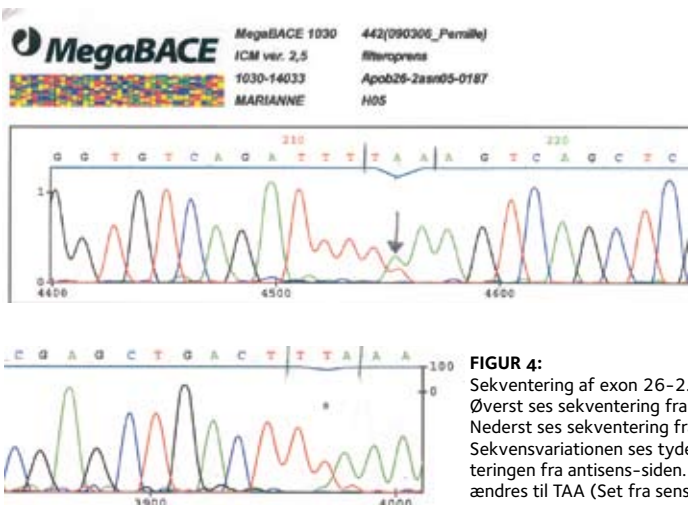 MegaBACE
MegaBACE 1030 442(090306_Pernille)
ICM ver. 2,5 filteroprens
1030-14033 Apob26-2asn05-0187
MARIANNE H05
210 220
G G T G T C A G A T T T T A A A G T C A G C T C
1
0
4400 4500 4600
C G A G C T G A C T T T A A A
100
0
3900 4000
FIGUR 4:
Sekventering af exon 26-2.
Øverst ses sekventering fra
Nederst ses sekventering fr
Sekvensvariationen ses tyde
teringen fra antisens-siden.
ændres til TAA (Set fra sens